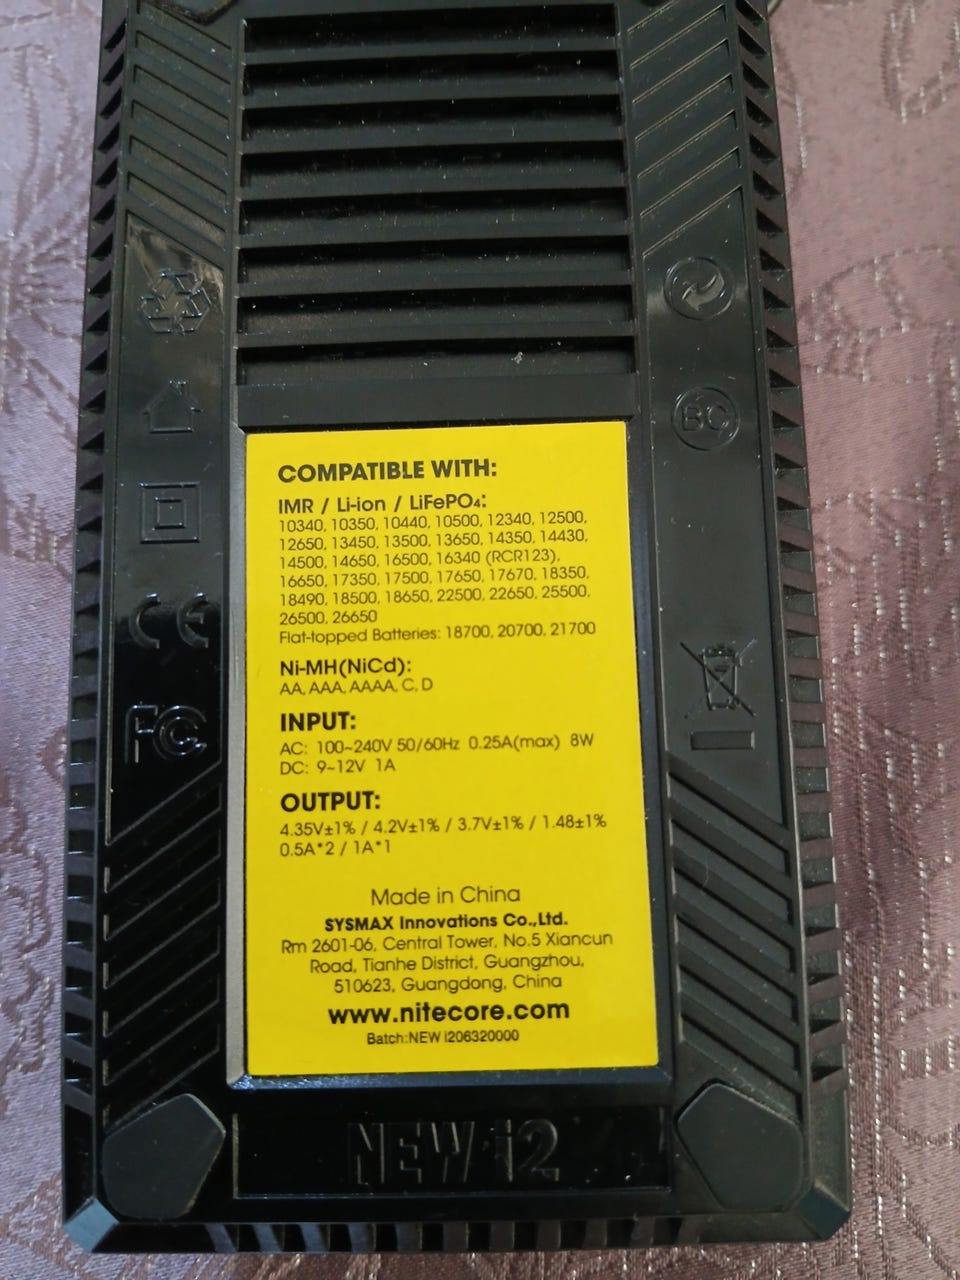 BC
CE
FC
COMPATIBLE WITH:
IMR / Li-ion / LiFePO₄:
10340, 10350, 10440, 10500, 12340, 12500,
12650, 13450, 13500, 13650, 14350, 14430,
14500, 14650, 16500, 16340 (RCR123),
16650, 17350, 17500, 17650, 17670, 18350,
18490, 18500, 18650, 22500, 22650, 25500,
26500, 26650
Flat-topped Batteries: 18700, 20700, 21700
Ni-MH(NiCd):
AA, AAA, AAAA, C, D
INPUT:
AC: 100~240V 50/60Hz 0.25A(max) 8W
DC: 9~12V 1A
OUTPUT:
4.35V±1% / 4.2V±1% / 3.7V±1% / 1.48±1%
0.5A*2 / 1A*1
Made in China
SYSMAX Innovations Co.,Ltd.
Rm 2601-06, Central Tower, No.5 Xiancun
Road, Tianhe District, Guangzhou,
510623, Guangdong, China
www.nitecore.com
Batch:NEW i206320000
NEW i2